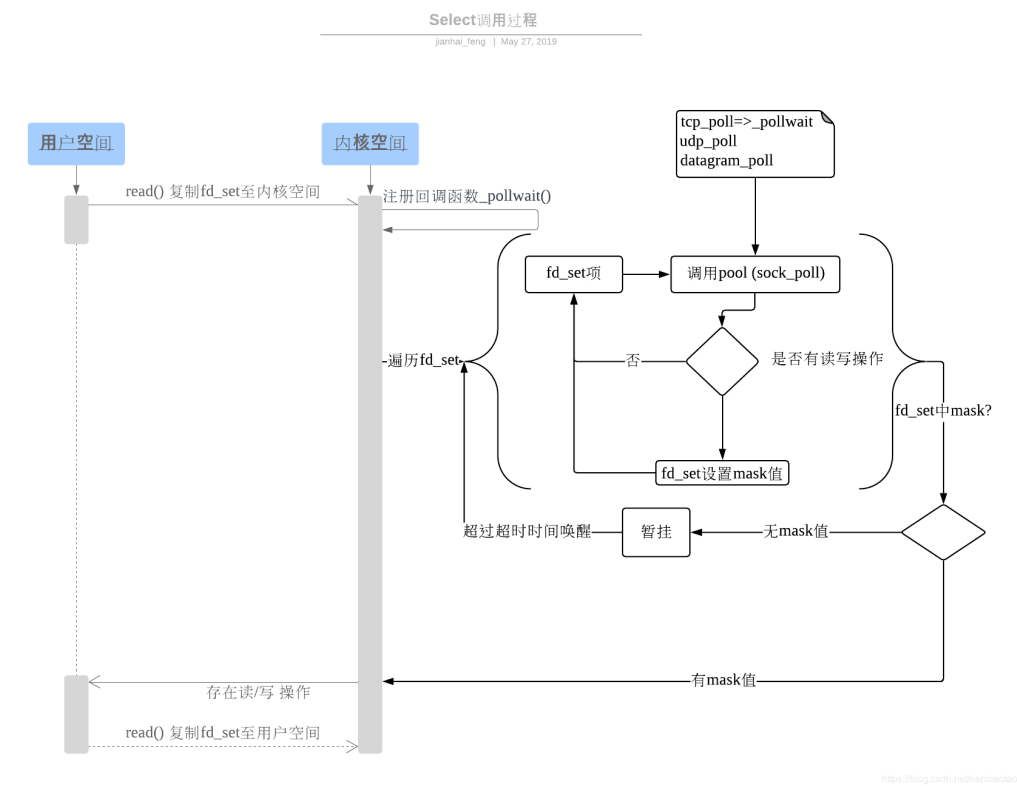 Select调用过程
jianhai_feng | May 27, 2019
tcp_poll=>_pollwait
udp_poll
datagram_poll
用户空间
内核空间
read() 复制fd_set至内核空间
注册回调函数_pollwait()
fd_set项
调用pool (sock_poll)
遍历fd_set
否
是否有读写操作
fd_set中mask?
fd_set设置mask值
超过超时时间唤醒
暂挂
无mask值
有mask值
存在读/写 操作
read() 复制fd_set至用户空间